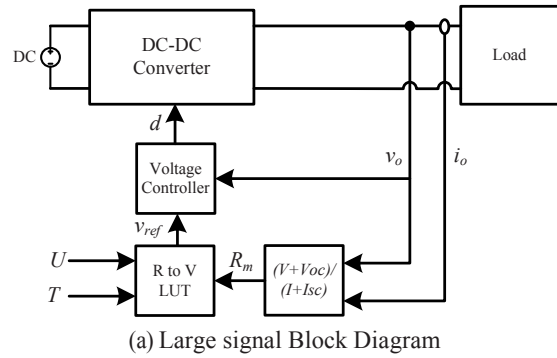 DC-DC
Converter
DC
Load
d
v_o
i_o
Voltage
Controller
v_ref
U
T
R to V
LUT
R_m
(V+Voc)/
(I+Isc)
(a) Large signal Block Diagram